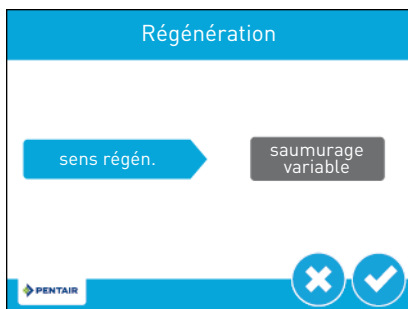 Régénération
sens régén.
saumurage
variable
PENTAIR